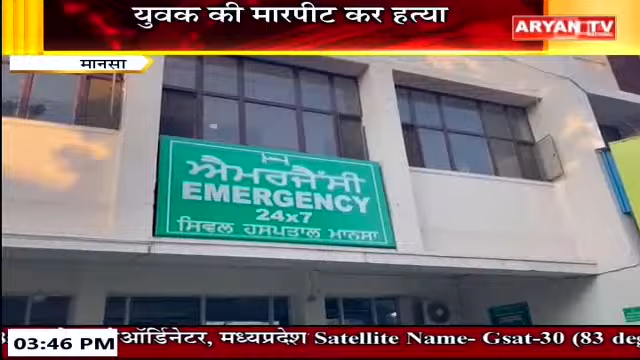 युवक की मारपीट कर हत्या
ARYAN TV
मानसा
ਐਮਰਜੈਂਸੀ
EMERGENCY
24x7
ਸਿਵਲ ਹਸਪਤਾਲ ਮਾਨਸਾ
03:46 PM
ऑर्डिनेटर, मध्यप्रदेश Satellite Name- Gsat-30 (83 deg